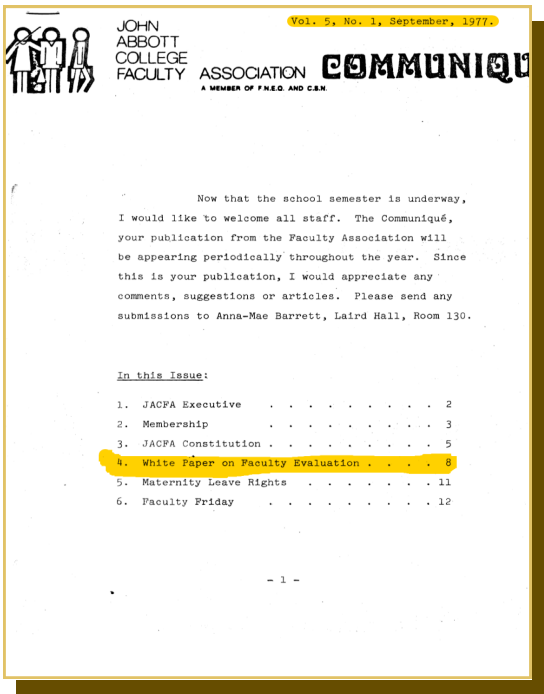 Vol. 5, No. 1, September, 1977.
JOHN
ABBOTT
COLLEGE
FACULTY ASSOCIATION COMMUNIQU
A MEMBER OF F.N.E.Q. AND C.S.N.
Now that the school semester is underway,
I would like to welcome all staff. The Communiqué,
your publication from the Faculty Association will
be appearing periodically throughout the year. Since
this is your publication, I would appreciate any
comments, suggestions or articles. Please send any
submissions to Anna-Mae Barrett, Laird Hall, Room 130.
In this Issue:
1. JACFA Executive . . . . . . . . . 2
2. Membership . . . . . . . . . 3
3. JACFA Constitution . . . . . . . . . 5
4. White Paper on Faculty Evaluation . . . . 8
5. Maternity Leave Rights . . . . . . . 11
6. Faculty Friday . . . . . . . . . 12
- 1 -